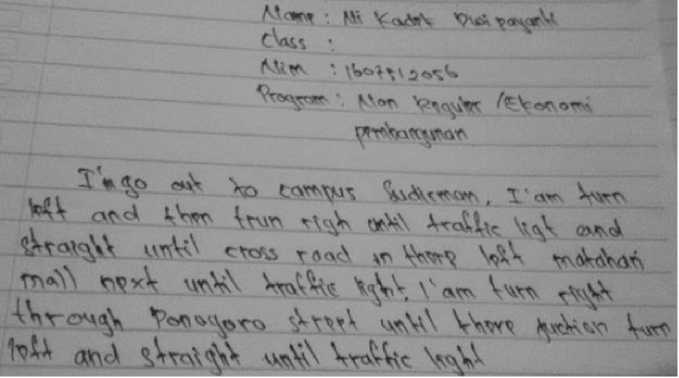 Name : Ni Kadek Dwi payanti
Class :
Nim : 1607512056
Program : Non Reguler / Ekonomi
pembangunan
I'm go out to campus Sudirman, I'am turn
left and then trun righ until traffic ligt and
straight until cross road in there left matahari
mall next until traffic light, I'am turn right
through Ponogoro street until there juction turn
left and straight until traffic light